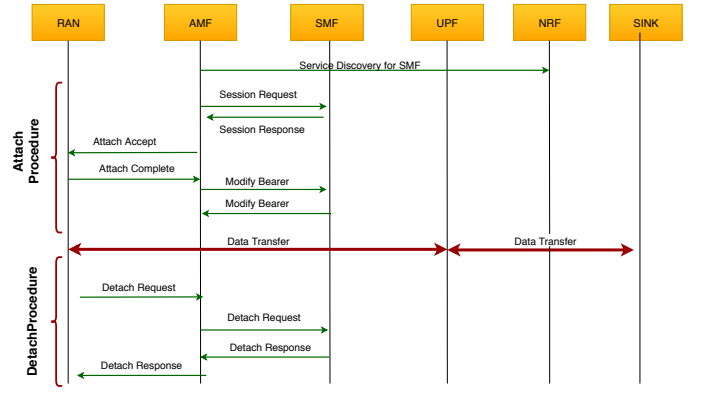 RAN AMF SMF UPF NRF SINK
Service Discovery for SMF
Session Request
Session Response
Attach Accept
Attach Complete
Modify Bearer
Modify Bearer
Attach
Procedure
Data Transfer Data Transfer
Detach Request
Detach Request
Detach Response
Detach Response
DetachProcedure